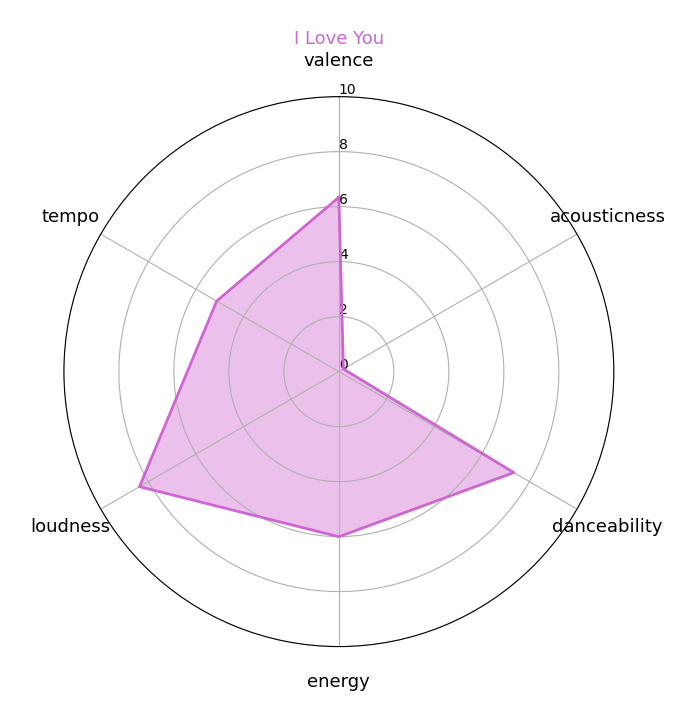 I Love You
valence
10
8
tempo
acousticness
6
4
2
0
loudness
danceability
energy